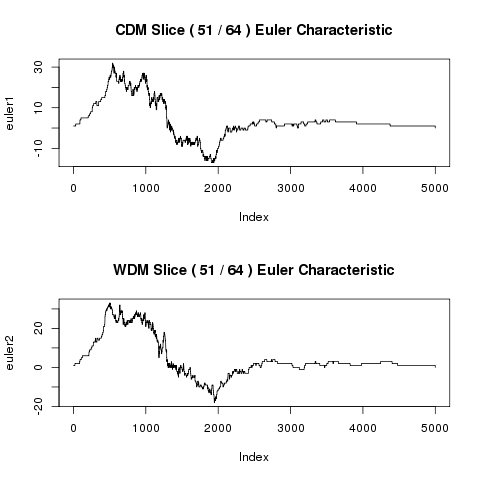 CDM Slice ( 51 / 64 ) Euler Characteristic
euler1
30
10
-10
0 1000 2000 3000 4000 5000
Index
WDM Slice ( 51 / 64 ) Euler Characteristic
euler2
20
0
-20
0 1000 2000 3000 4000 5000
Index